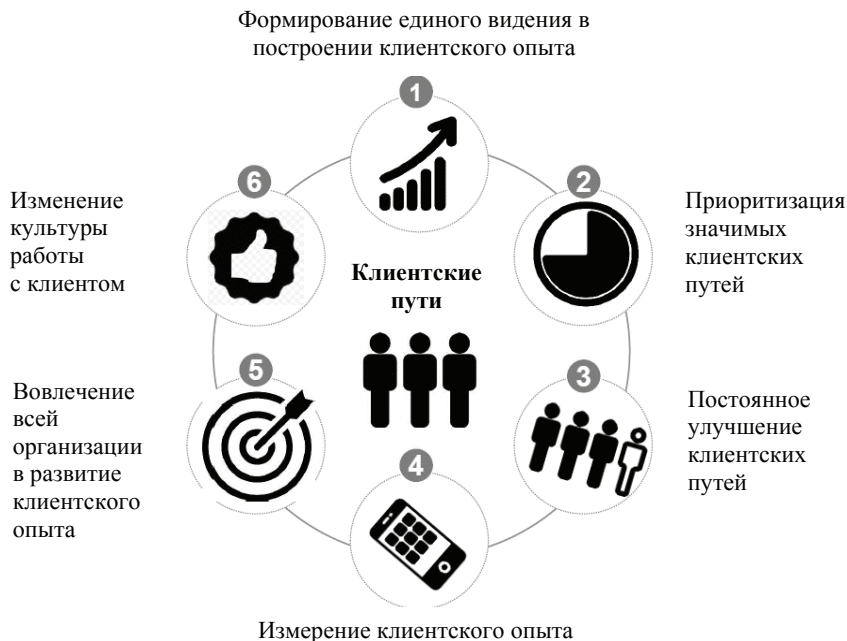 Формирование единого видения в
построении клиентского опыта
1
2
Приоритизация
значимых
клиентских
путей
3
Постоянное
улучшение
клиентских
путей
4
Измерение клиентского опыта
5
Вовлечение
всей
организации
в развитие
клиентского
опыта
6
Изменение
культуры
работы
с клиентом
Клиентские
пути